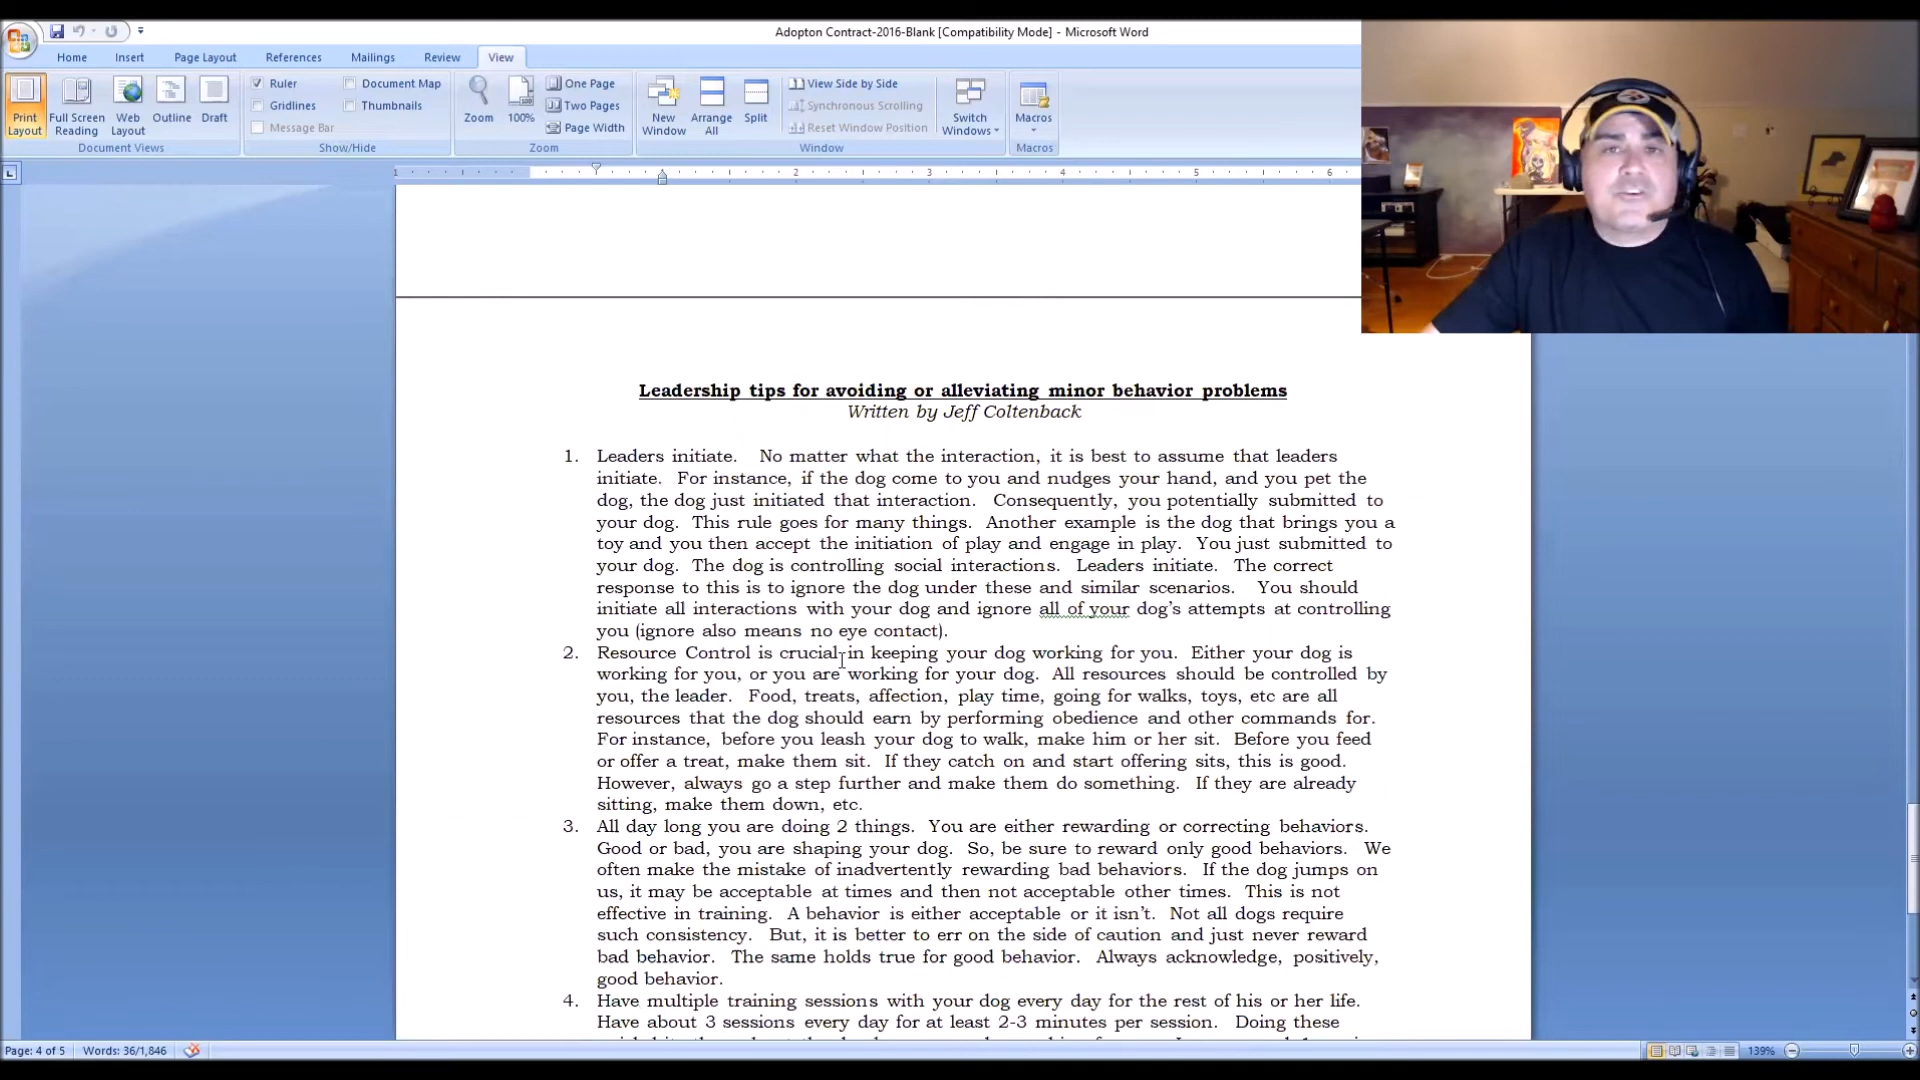 Adopton Contract-2016-Blank [Compatibility Mode] - Microsoft Word
Home Insert Page Layout References Mailings Review View
Print Layout
Full Screen Reading
Web Layout
Outline
Draft
Document Views
Ruler
Gridlines
Message Bar
Document Map
Thumbnails
Show/Hide
Zoom
100%
One Page
Two Pages
Page Width
Zoom
New Window
Arrange All
Split
View Side by Side
Synchronous Scrolling
Reset Window Position
Switch Windows
Window
Macros
Macros
1 1 2 3 4 5 6
Leadership tips for avoiding or alleviating minor behavior problems
Written by Jeff Coltenback
1. Leaders initiate. No matter what the interaction, it is best to assume that leaders
initiate. For instance, if the dog come to you and nudges your hand, and you pet the
dog, the dog just initiated that interaction. Consequently, you potentially submitted to
your dog. This rule goes for many things. Another example is the dog that brings you a
toy and you then accept the initiation of play and engage in play. You just submitted to
your dog. The dog is controlling social interactions. Leaders initiate. The correct
response to this is to ignore the dog under these and similar scenarios. You should
initiate all interactions with your dog and ignore all of your dog's attempts at controlling
you (ignore also means no eye contact).
2. Resource Control is crucial in keeping your dog working for you. Either your dog is
working for you, or you are working for your dog. All resources should be controlled by
you, the leader. Food, treats, affection, play time, going for walks, toys, etc are all
resources that the dog should earn by performing obedience and other commands for.
For instance, before you leash your dog to walk, make him or her sit. Before you feed
or offer a treat, make them sit. If they catch on and start offering sits, this is good.
However, always go a step further and make them do something. If they are already
sitting, make them down, etc.
3. All day long you are doing 2 things. You are either rewarding or correcting behaviors.
Good or bad, you are shaping your dog. So, be sure to reward only good behaviors. We
often make the mistake of inadvertently rewarding bad behaviors. If the dog jumps on
us, it may be acceptable at times and then not acceptable other times. This is not
effective in training. A behavior is either acceptable or it isn't. Not all dogs require
such consistency. But, it is better to err on the side of caution and just never reward
bad behavior. The same holds true for good behavior. Always acknowledge, positively,
good behavior.
4. Have multiple training sessions with your dog every day for the rest of his or her life.
Have about 3 sessions every day for at least 2-3 minutes per session. Doing these
Page: 4 of 5 Words: 36/1,846 139%